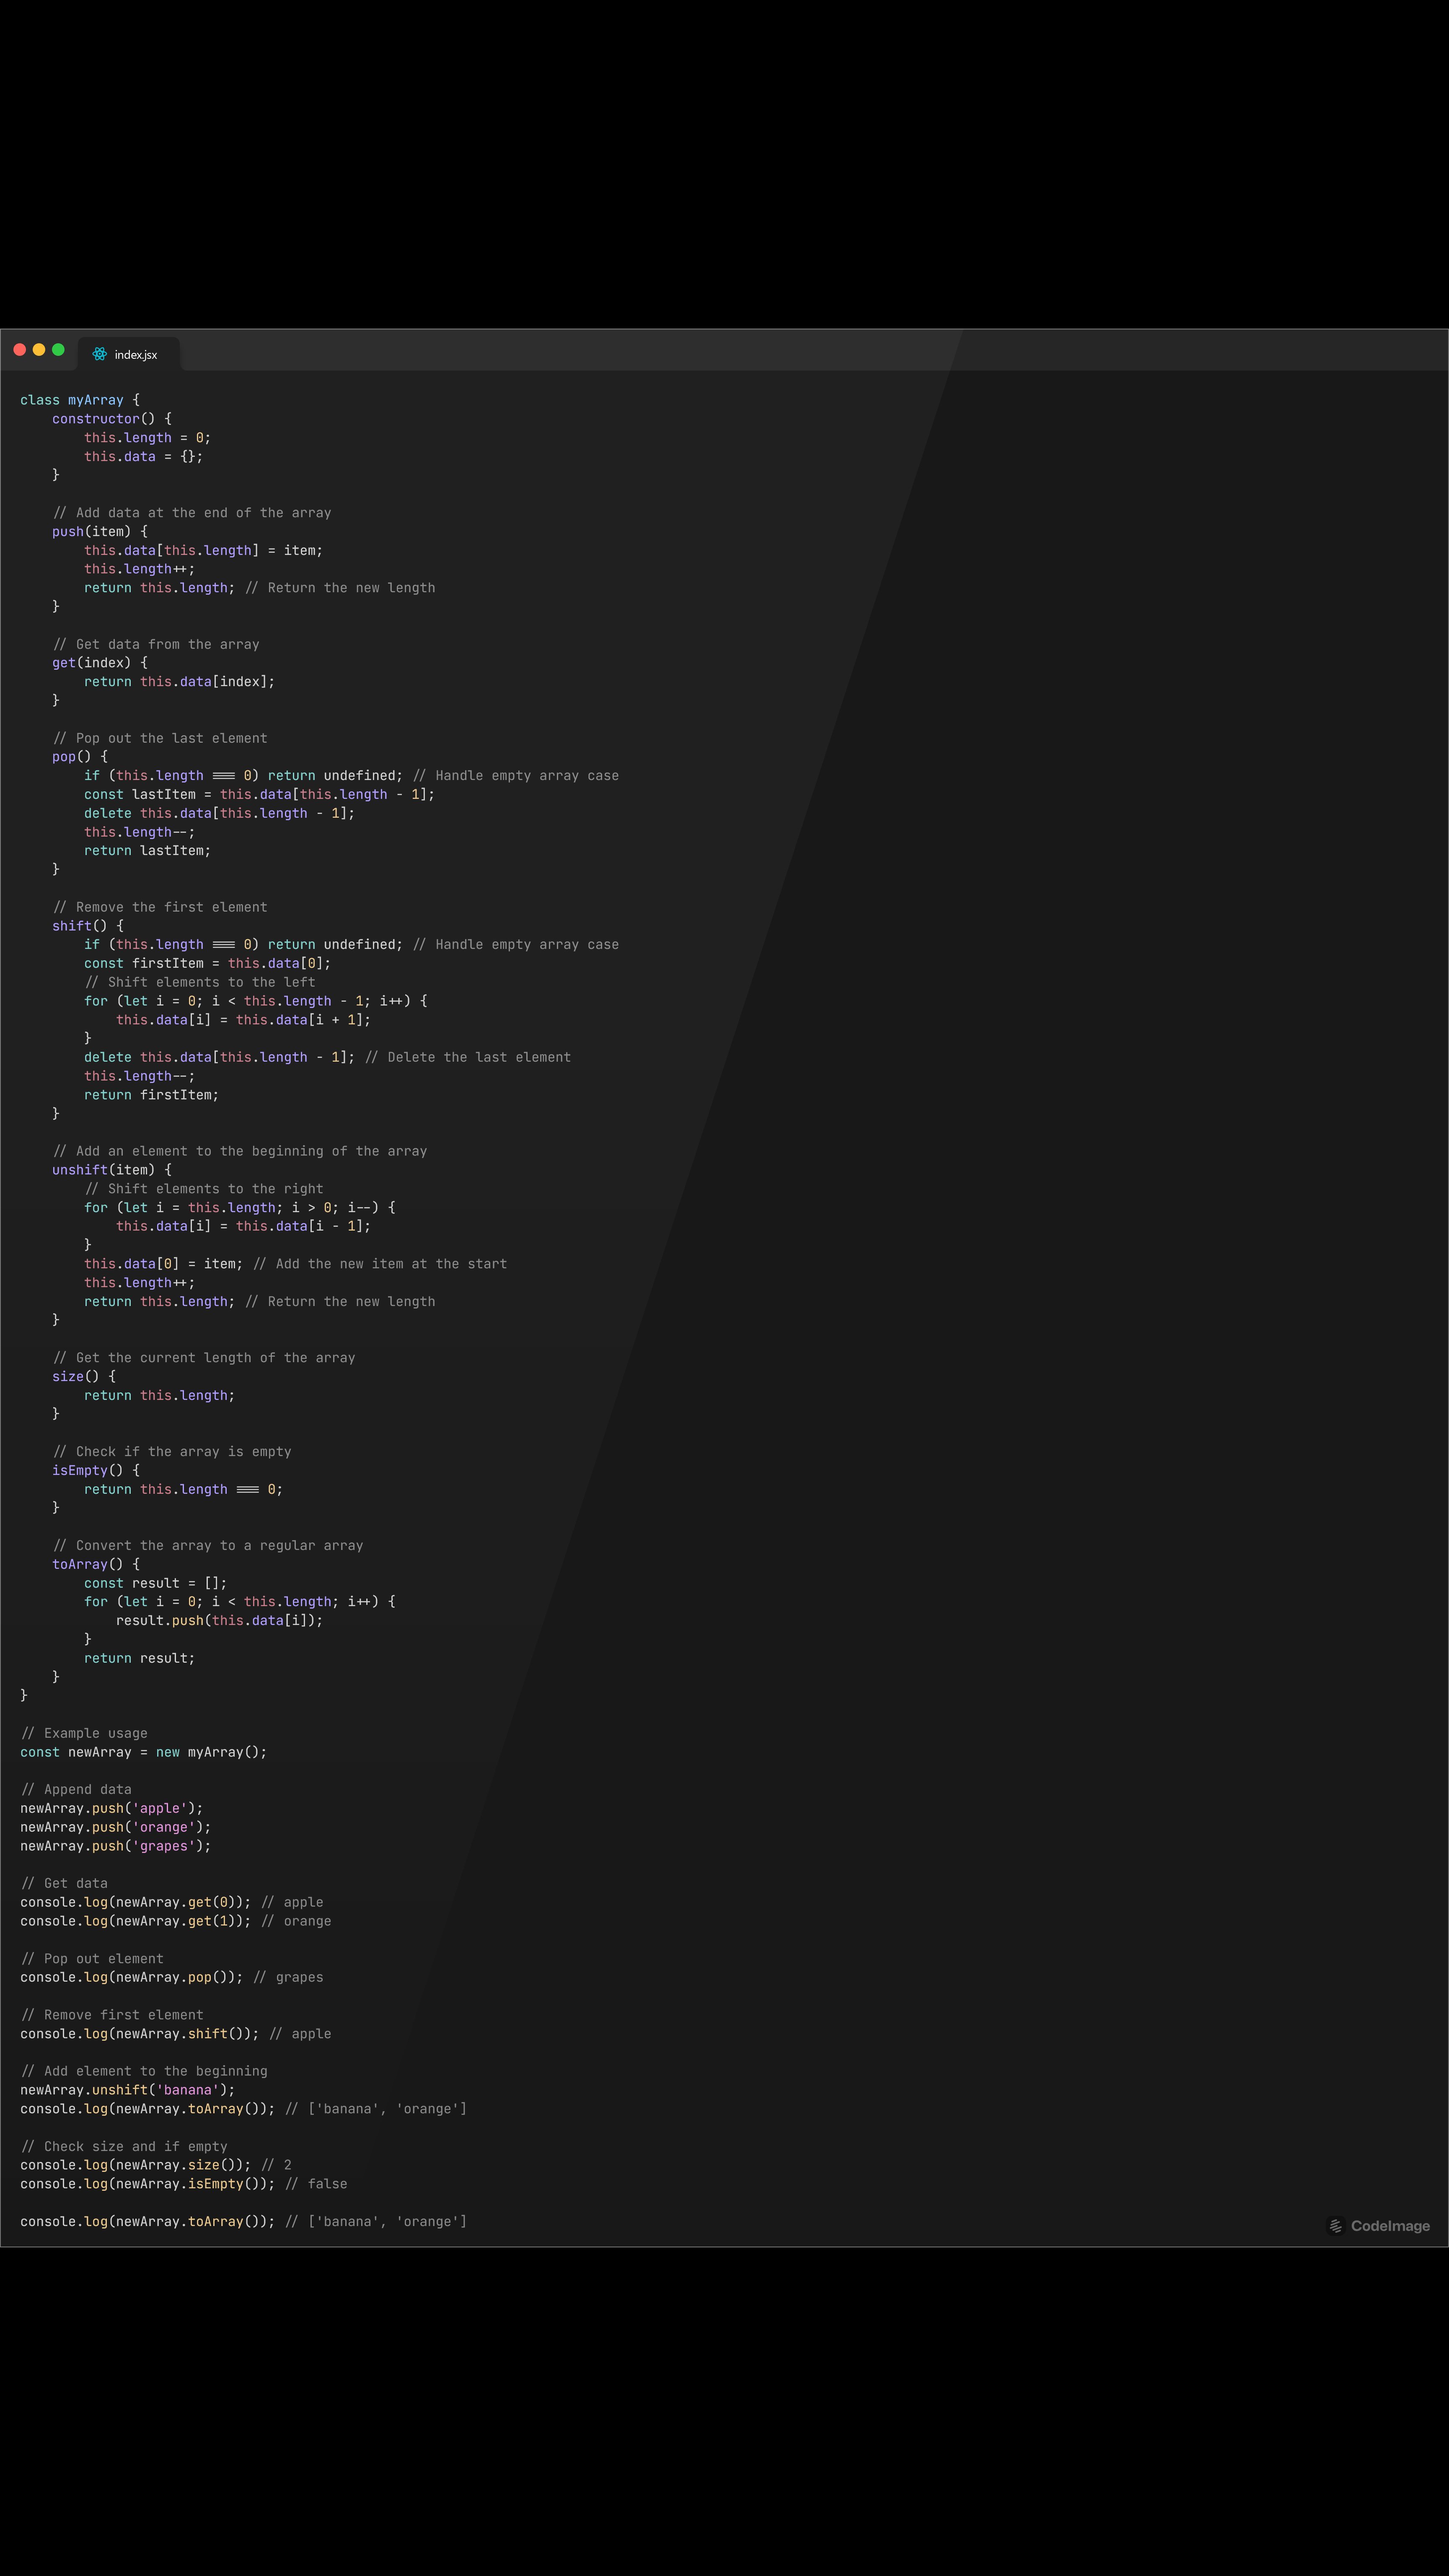 index.jsx
class myArray {
    constructor() {
        this.length = 0;
        this.data = {};
    }

    // Add data at the end of the array
    push(item) {
        this.data[this.length] = item;
        this.length++;
        return this.length; // Return the new length
    }

    // Get data from the array
    get(index) {
        return this.data[index];
    }

    // Pop out the last element
    pop() {
        if (this.length === 0) return undefined; // Handle empty array case
        const lastItem = this.data[this.length - 1];
        delete this.data[this.length - 1];
        this.length--;
        return lastItem;
    }

    // Remove the first element
    shift() {
        if (this.length === 0) return undefined; // Handle empty array case
        const firstItem = this.data[0];
        // Shift elements to the left
        for (let i = 0; i < this.length - 1; i++) {
            this.data[i] = this.data[i + 1];
        }
        delete this.data[this.length - 1]; // Delete the last element
        this.length--;
        return firstItem;
    }

    // Add an element to the beginning of the array
    unshift(item) {
        // Shift elements to the right
        for (let i = this.length; i > 0; i--) {
            this.data[i] = this.data[i - 1];
        }
        this.data[0] = item; // Add the new item at the start
        this.length++;
        return this.length; // Return the new length
    }

    // Get the current length of the array
    size() {
        return this.length;
    }

    // Check if the array is empty
    isEmpty() {
        return this.length === 0;
    }

    // Convert the array to a regular array
    toArray() {
        const result = [];
        for (let i = 0; i < this.length; i++) {
            result.push(this.data[i]);
        }
        return result;
    }
}

// Example usage
const newArray = new myArray();

// Append data
newArray.push('apple');
newArray.push('orange');
newArray.push('grapes');

// Get data
console.log(newArray.get(0)); // apple
console.log(newArray.get(1)); // orange

// Pop out element
console.log(newArray.pop()); // grapes

// Remove first element
console.log(newArray.shift()); // apple

// Add element to the beginning
newArray.unshift('banana');
console.log(newArray.toArray()); // ['banana', 'orange']

// Check size and if empty
console.log(newArray.size()); // 2
console.log(newArray.isEmpty()); // false

console.log(newArray.toArray()); // ['banana', 'orange']
CodeImage